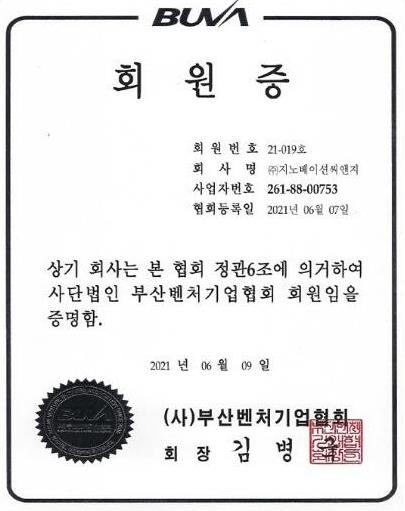 BUVA
회 원 증
회 원 번 호 21-019호
회 사 명 ㈜지노베이션씨앤지
사업자번호 261-88-00753
협회등록일 2021년 06월 07일
상기 회사는 본 협회 정관6조에 의거하여
사단법인 부산벤처기업협회 회원임을
증명함.
2021 년 06 월 09 일
BUVA
(사)부산벤처기업협회
회 장 김 병